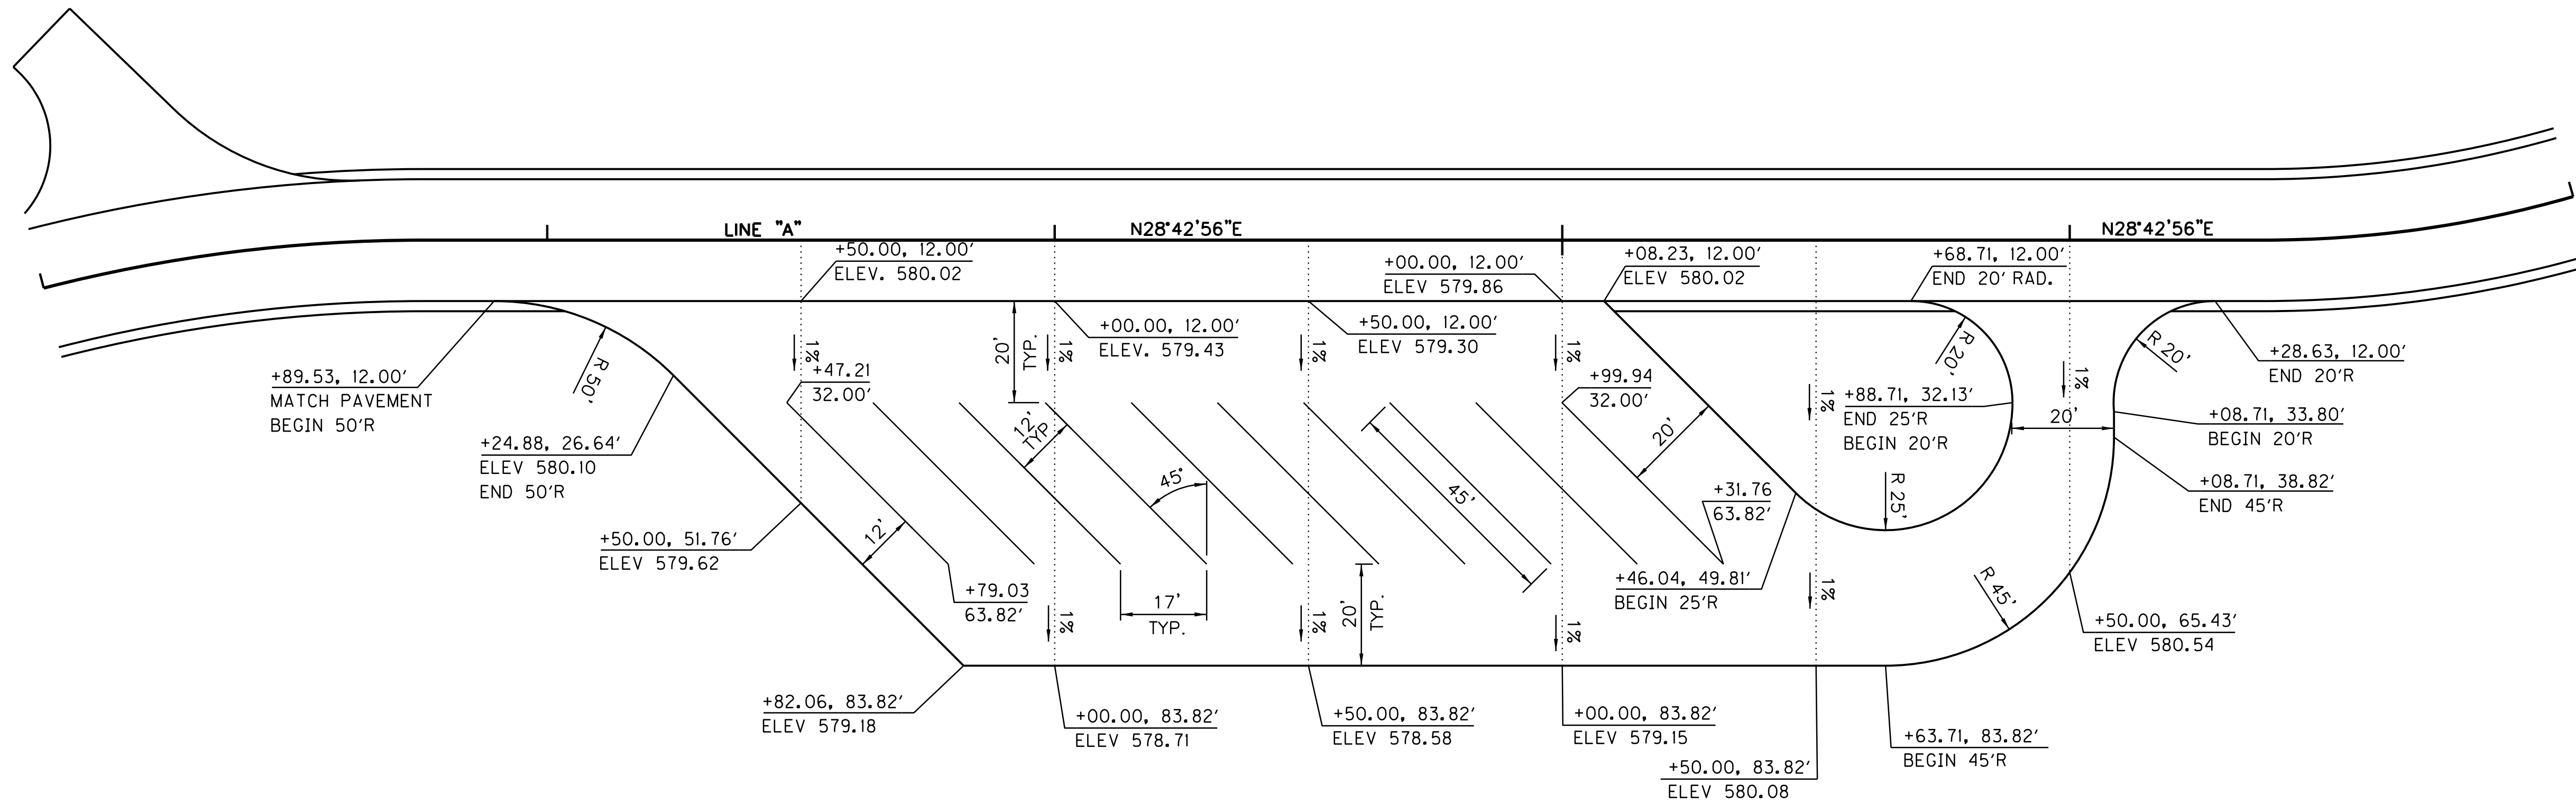 LINE "A"
N28°42'56"E
N28°42'56"E
+50.00, 12.00'
ELEV. 580.02
+00.00, 12.00'
ELEV 579.86
+08.23, 12.00'
ELEV 580.02
+68.71, 12.00'
END 20' RAD.
+00.00, 12.00'
ELEV. 579.43
+50.00, 12.00'
ELEV 579.30
20'
TYP.
1%
1%
1%
1%
1%
1%
R 50'
+89.53, 12.00'
MATCH PAVEMENT
BEGIN 50'R
+47.21
32.00'
+99.94
32.00'
R 20'
R 20'
+28.63, 12.00'
END 20'R
+88.71, 32.13'
END 25'R
BEGIN 20'R
20'
+08.71, 33.80'
BEGIN 20'R
+24.88, 26.64'
ELEV 580.10
END 50'R
12'
TYP
45°
45'
20'
+31.76
63.82'
R 25'
+08.71, 38.82'
END 45'R
+50.00, 51.76'
ELEV 579.62
12'
+79.03
63.82'
17'
TYP.
20'
TYP.
1%
1%
1%
1%
+46.04, 49.81'
BEGIN 25'R
R 45'
+50.00, 65.43'
ELEV 580.54
+82.06, 83.82'
ELEV 579.18
+00.00, 83.82'
ELEV 578.71
+50.00, 83.82'
ELEV 578.58
+00.00, 83.82'
ELEV 579.15
+50.00, 83.82'
ELEV 580.08
+63.71, 83.82'
BEGIN 45'R